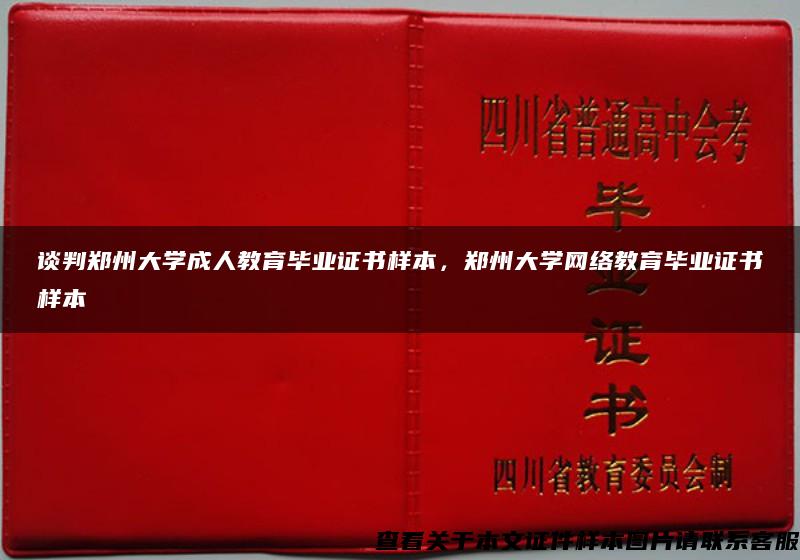 四川省普通高中会考
毕
业
证
书
四川省教育委员会制
谈判郑州大学成人教育毕业证书样本，郑州大学网络教育毕业证书
样本
查看关于本文证件样本图片请联系客服